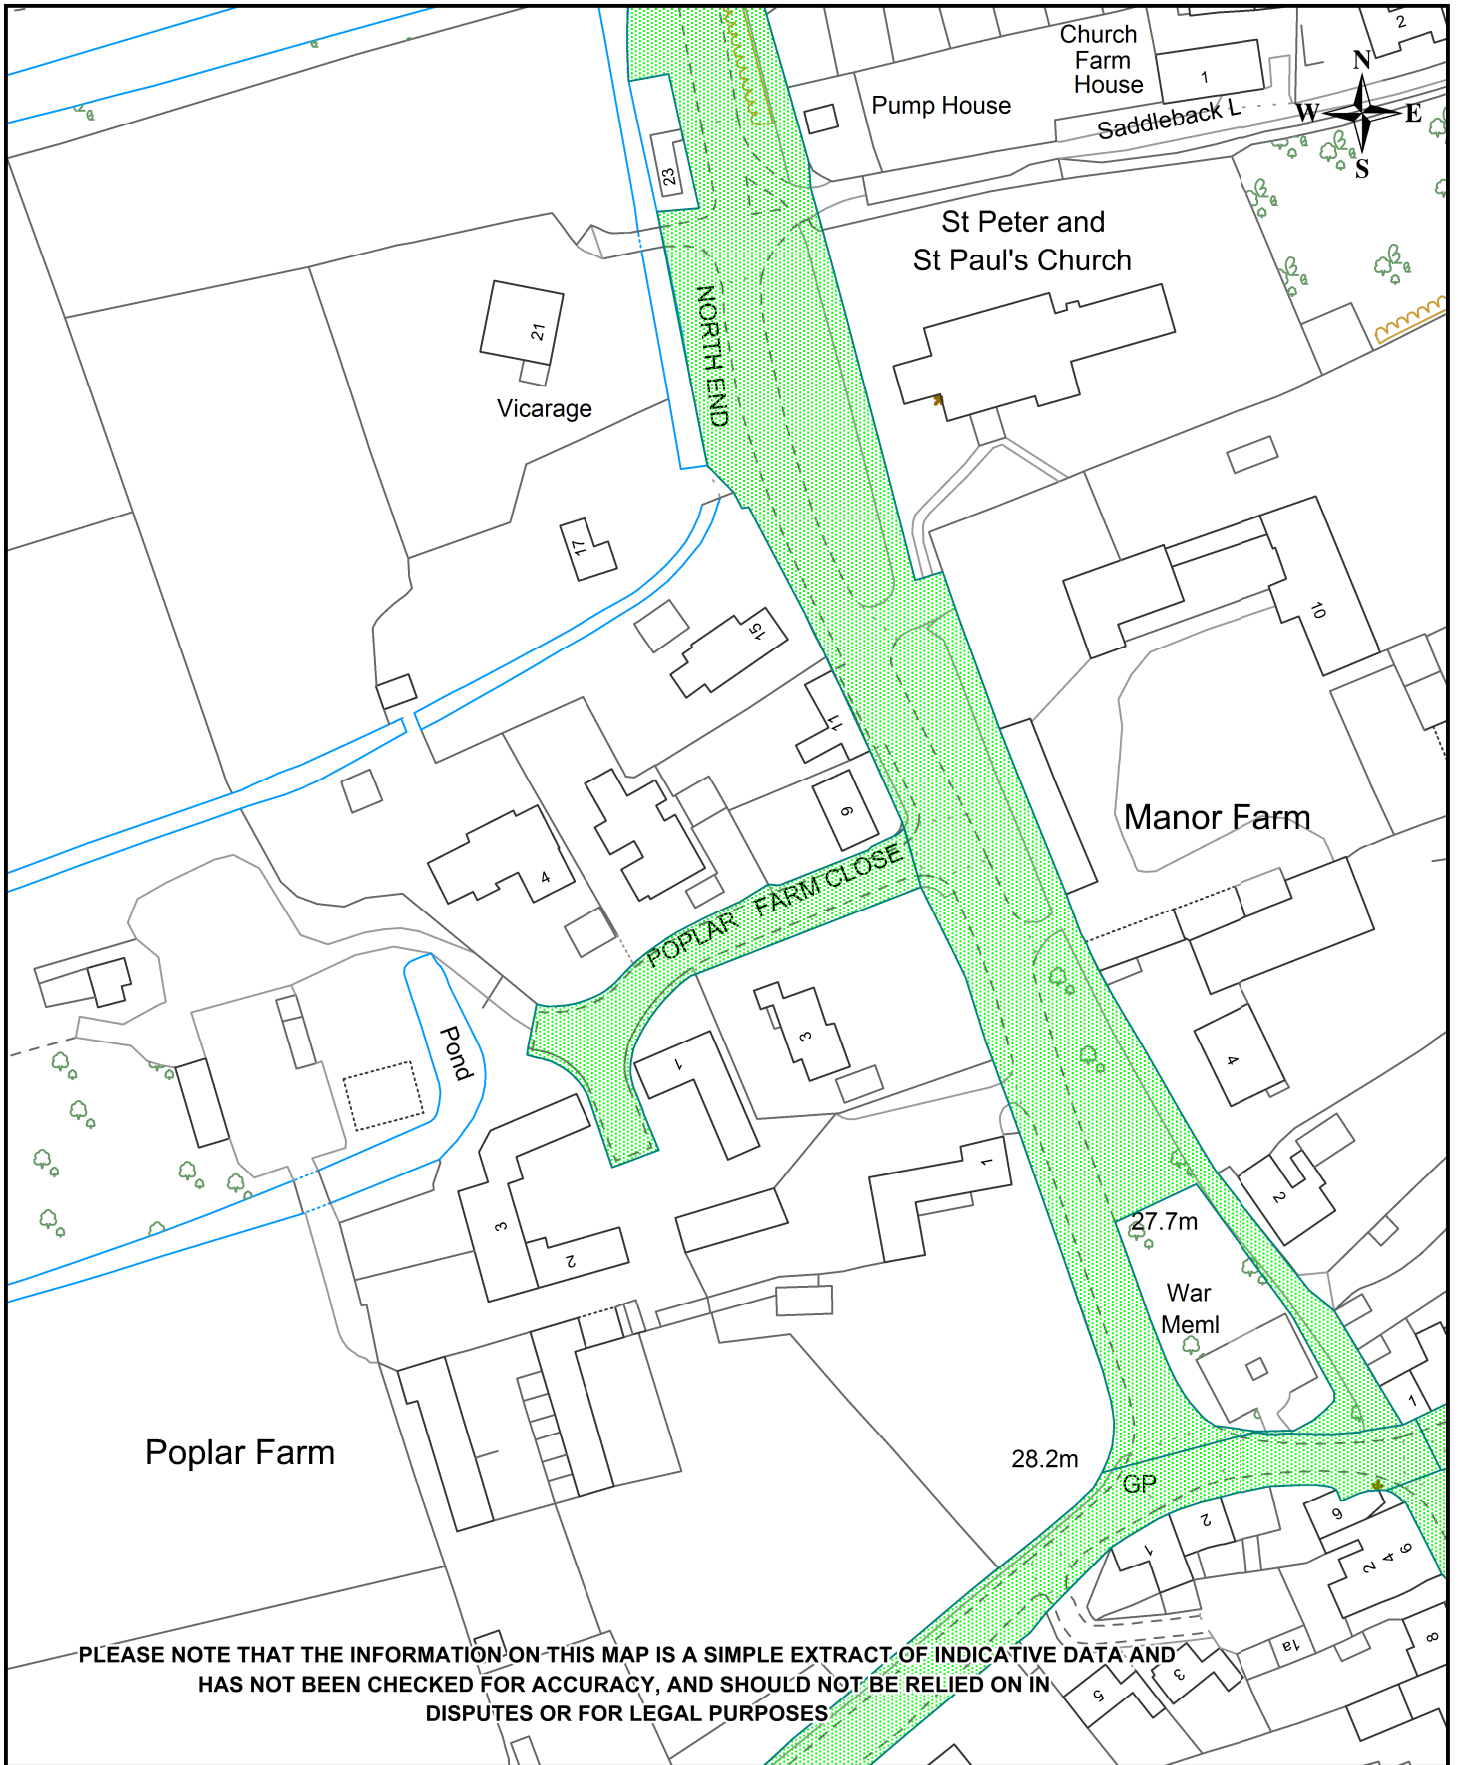 2
Church
Farm
House
1
N
W E
S
Pump House
Saddleback L
23
St Peter and
St Paul's Church
21
NORTH END
Vicarage
17
15
10
11
9
Manor Farm
4
POPLAR FARM CLOSE
3
Pond
1
4
1
2
3
2
27.7m
War
Meml
1
Poplar Farm
28.2m
GP
2
6
1
2 4 6
1a
8
3
5
PLEASE NOTE THAT THE INFORMATION ON THIS MAP IS A SIMPLE EXTRACT OF INDICATIVE DATA AND
HAS NOT BEEN CHECKED FOR ACCURACY, AND SHOULD NOT BE RELIED ON IN
DISPUTES OR FOR LEGAL PURPOSES